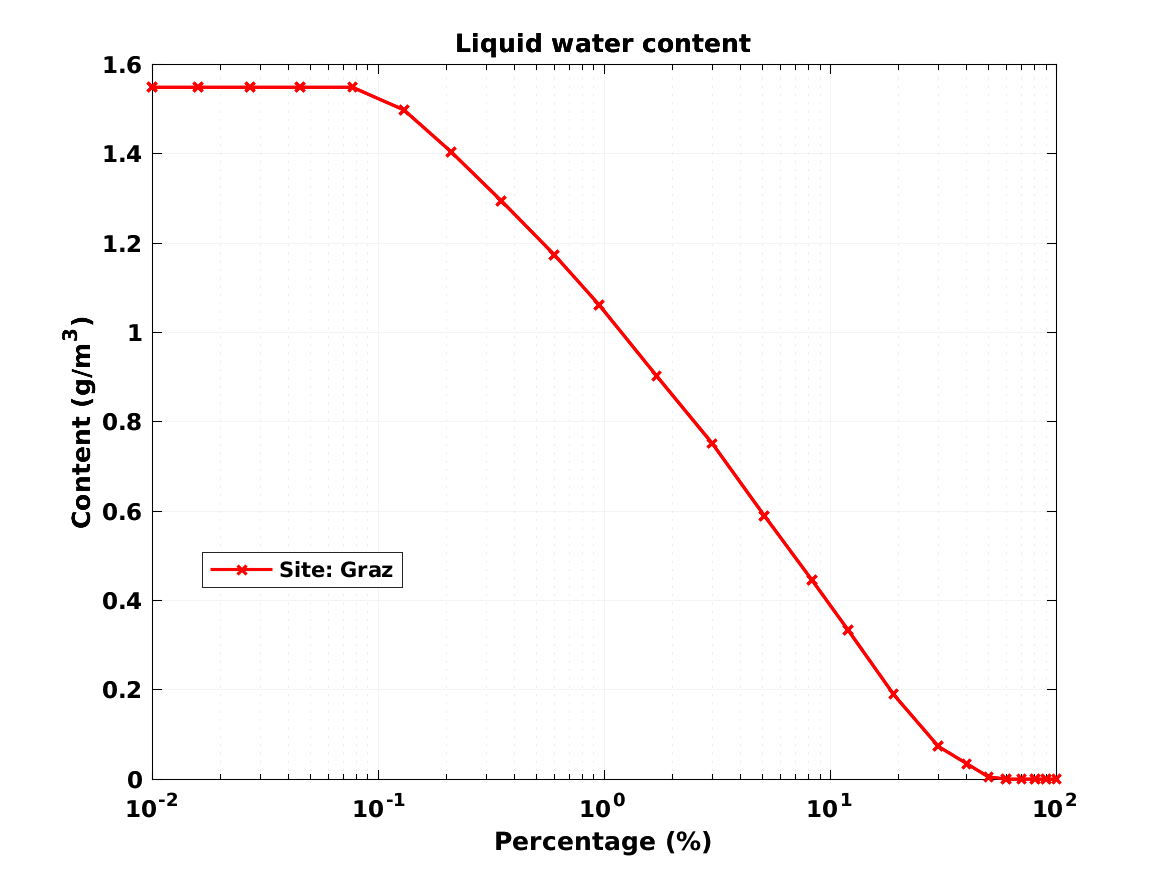 Liquid water content
1.6
1.4
1.2
1
0.8
0.6
0.4
0.2
0
Content (g/m³)
Site: Graz
10⁻² 10⁻¹ 10⁰ 10¹ 10²
Percentage (%)